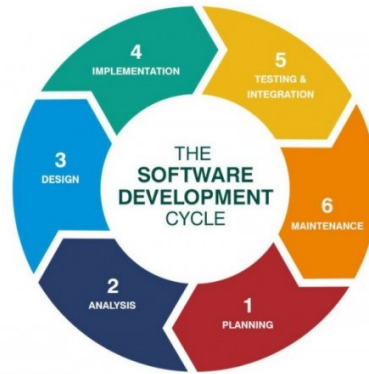 THE
SOFTWARE
DEVELOPMENT
CYCLE
1
PLANNING
2
ANALYSIS
3
DESIGN
4
IMPLEMENTATION
5
TESTING &
INTEGRATION
6
MAINTENANCE